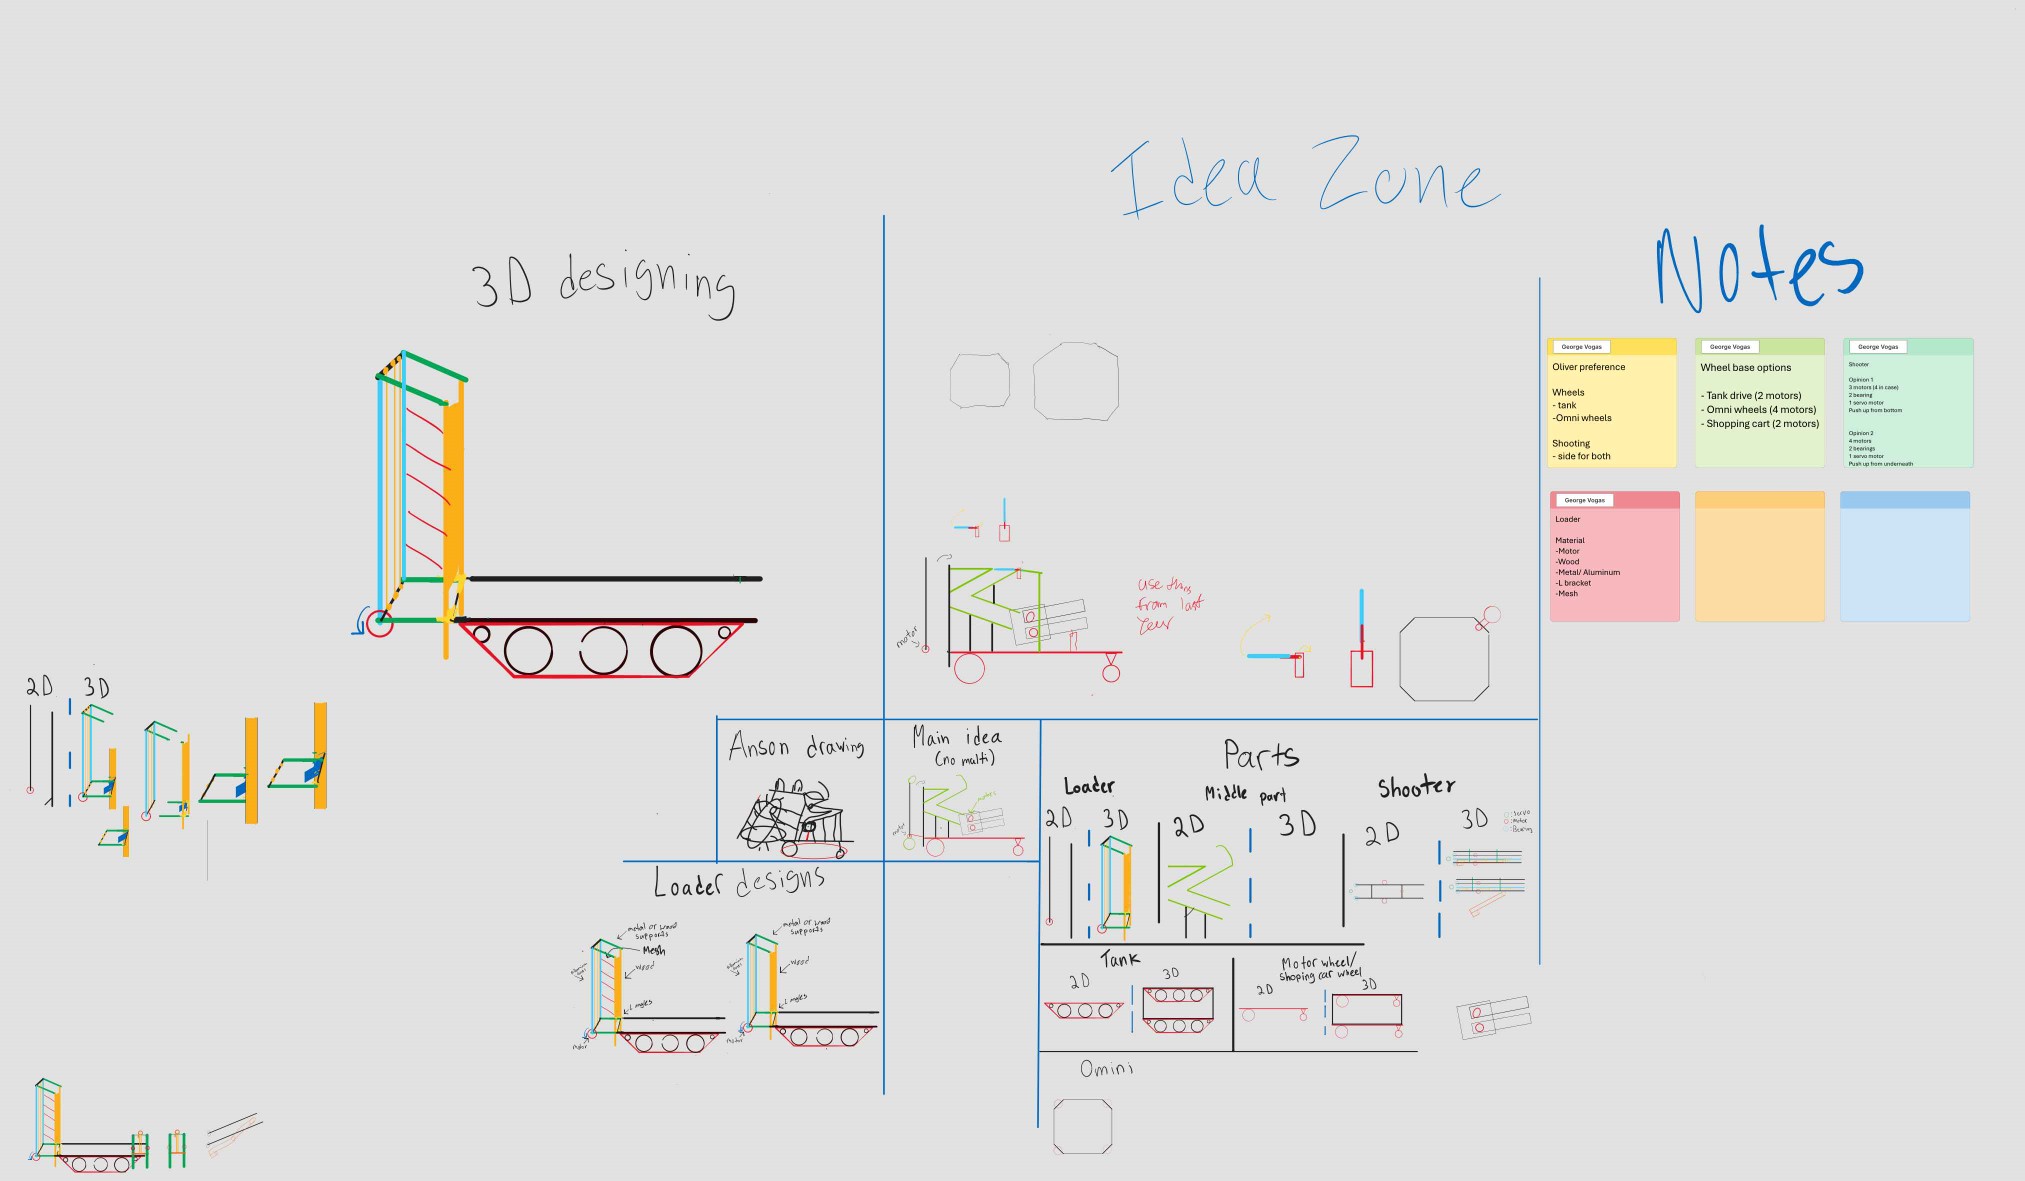 Idea Zone
3D designing
Notes
George Vogas
Oliver preference
Wheels
- tank
-Omni wheels
Shooting
- side for both
George Vogas
Wheel base options
- Tank drive (2 motors)
- Omni wheels (4 motors)
- Shopping cart (2 motors)
George Vogas
Shooter
Opinion 1
3 motors (4 in case)
2 bearing
1 servo motor
Push up from bottom
Opinion 2
4 motors
2 bearings
1 servo motor
Push up from underneath
George Vogas
Loader
Material
-Motor
-Wood
-Metal/ Aluminum
-L bracket
-Mesh
use this
from last
Year
motor
2D
3D
Anson drawing
Main idea
(no multi)
motor
Parts
Loader
2D
3D
Middle part
2D
3D
Shooter
2D
3D
: Servo
: Motor
: Bearing
Loader designs
metal or wood
supports
Mesh
wood
L angles
motor
metal or wood
supports
wood
L angles
motor
Tank
2D
3D
Motor wheel/
shoping car wheel
2D
3D
Omini